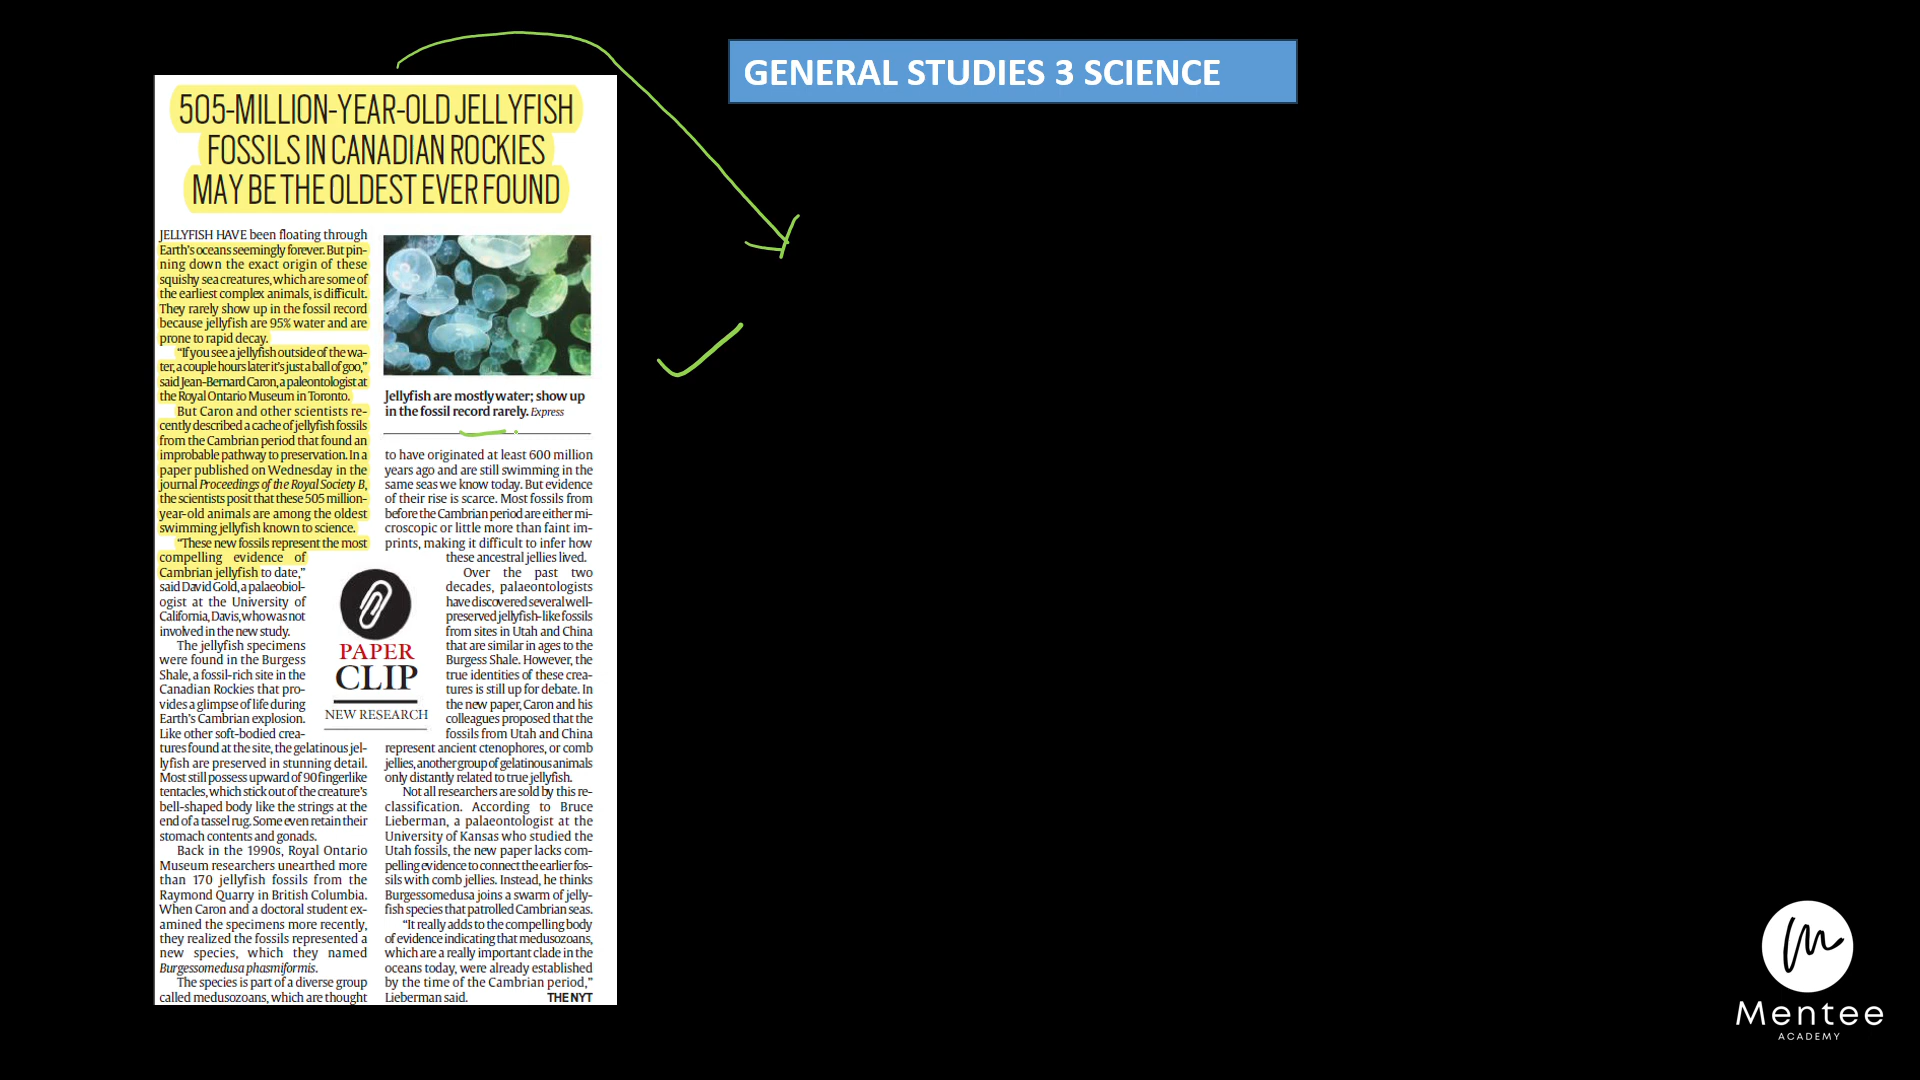 GENERAL STUDIES 3 SCIENCE
505-MILLION-YEAR-OLD JELLYFISH
FOSSILS IN CANADIAN ROCKIES
MAY BE THE OLDEST EVER FOUND
JELLYFISH HAVE been floating through
Earth's oceans seemingly forever. But pin-
ning down the exact origin of these
squishy sea creatures, which are some of
the earliest complex animals, is difficult.
They rarely show up in the fossil record
because jellyfish are 95% water and are
prone to rapid decay.
"If you see a jellyfish outside of the wa-
ter, a couple hours later it's just a ball of goo,"
said Jean-Bernard Caron, a paleontologist at
the Royal Ontario Museum in Toronto.
But Caron and other scientists re-
cently described a cache of jellyfish fossils
from the Cambrian period that found an
improbable pathway to preservation. In a
paper published on Wednesday in the
journal Proceedings of the Royal Society B,
the scientists posit that these 505 million-
year-old animals are among the oldest
swimming jellyfish known to science.
"These new fossils represent the most
compelling evidence of
Cambrian jellyfish to date,"
said David Gold, a palaeobiol-
ogist at the University of
California, Davis, who was not
involved in the new study.
The jellyfish specimens
were found in the Burgess
Shale, a fossil-rich site in the
Canadian Rockies that pro-
vides a glimpse of life during
Earth's Cambrian explosion.
Like other soft-bodied crea-
tures found at the site, the gelatinous jel-
lyfish are preserved in stunning detail.
Most still possess upward of 90 fingerlike
tentacles, which stick out of the creature's
bell-shaped body like the strings at the
end of a tassel rug. Some even retain their
stomach contents and gonads.
Back in the 1990s, Royal Ontario
Museum researchers unearthed more
than 170 jellyfish fossils from the
Raymond Quarry in British Columbia.
When Caron and a doctoral student ex-
amined the specimens more recently,
they realized the fossils represented a
new species, which they named
Burgessomedusa phasmiformis.
The species is part of a diverse group
called medusozoans, which are thought
Jellyfish are mostly water; show up
in the fossil record rarely. Express
to have originated at least 600 million
years ago and are still swimming in the
same seas we know today. But evidence
of their rise is scarce. Most fossils from
before the Cambrian period are either mi-
croscopic or little more than faint im-
prints, making it difficult to infer how
these ancestral jellies lived.
Over the past two
decades, palaeontologists
have discovered several well-
preserved jellyfish-like fossils
from sites in Utah and China
that are similar in ages to the
Burgess Shale. However, the
true identities of these crea-
tures is still up for debate. In
the new paper, Caron and his
colleagues proposed that the
fossils from Utah and China
represent ancient ctenophores, or comb
jellies, another group of gelatinous animals
only distantly related to true jellyfish.
Not all researchers are sold by this re-
classification. According to Bruce
Lieberman, a palaeontologist at the
University of Kansas who studied the
Utah fossils, the new paper lacks com-
pelling evidence to connect the earlier fos-
sils with comb jellies. Instead, he thinks
Burgessomedusa joins a swarm of jelly-
fish species that patrolled Cambrian seas.
"It really adds to the compelling body
of evidence indicating that medusozoans,
which are a really important clade in the
oceans today, were already established
by the time of the Cambrian period,"
Lieberman said. THE NYT
PAPER
CLIP
NEW RESEARCH
Mentee
ACADEMY